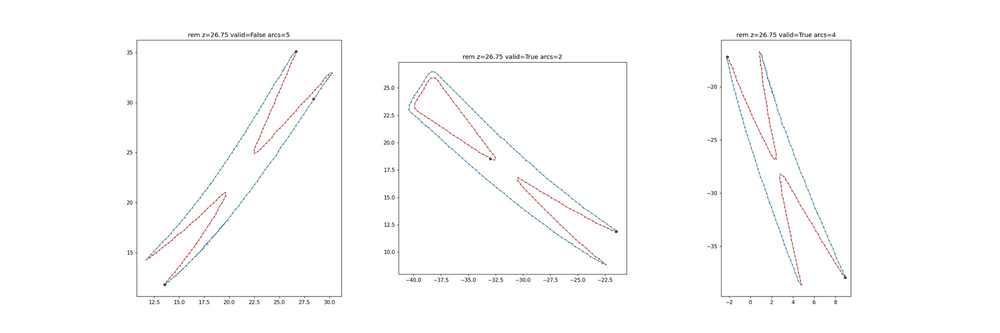 rem z=26.75 valid=False arcs=5
35
30
25
20
15
12.5 15.0 17.5 20.0 22.5 25.0 27.5 30.0
rem z=26.75 valid=True arcs=2
25.0
22.5
20.0
17.5
15.0
12.5
10.0
−40.0 −37.5 −35.0 −32.5 −30.0 −27.5 −25.0 −22.5
rem z=26.75 valid=True arcs=4
−20
−25
−30
−35
−2 0 2 4 6 8